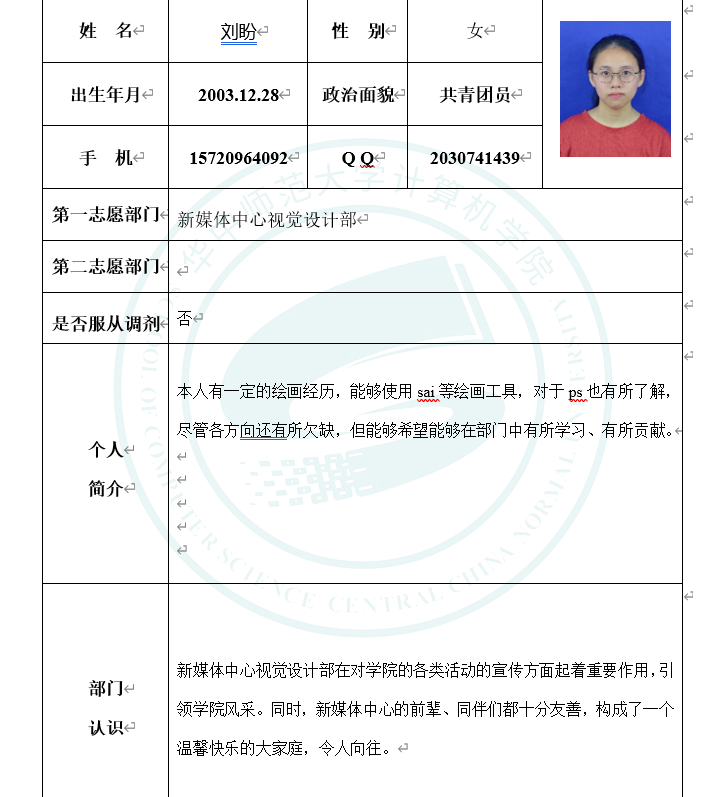 姓 名 刘盼 性 别 女
出生年月 2003.12.28 政治面貌 共青团员
手 机 15720964092 Q Q 2030741439
第一志愿部门 新媒体中心视觉设计部
第二志愿部门
是否服从调剂 否
个人
简介
本人有一定的绘画经历，能够使用 sai 等绘画工具，对于 ps 也有所了解，
尽管各方向还有所欠缺，但能够希望能够在部门中有所学习、有所贡献。
部门
认识
新媒体中心视觉设计部在对学院的各类活动的宣传方面起着重要作用，引
领学院风采。同时，新媒体中心的前辈、同伴们都十分友善，构成了一个
温馨快乐的大家庭，令人向往。
华中师范大学计算机学院
SCHOOL OF COMPUTER SCIENCE CENTRAL CHINA NORMAL UNIVERSITY